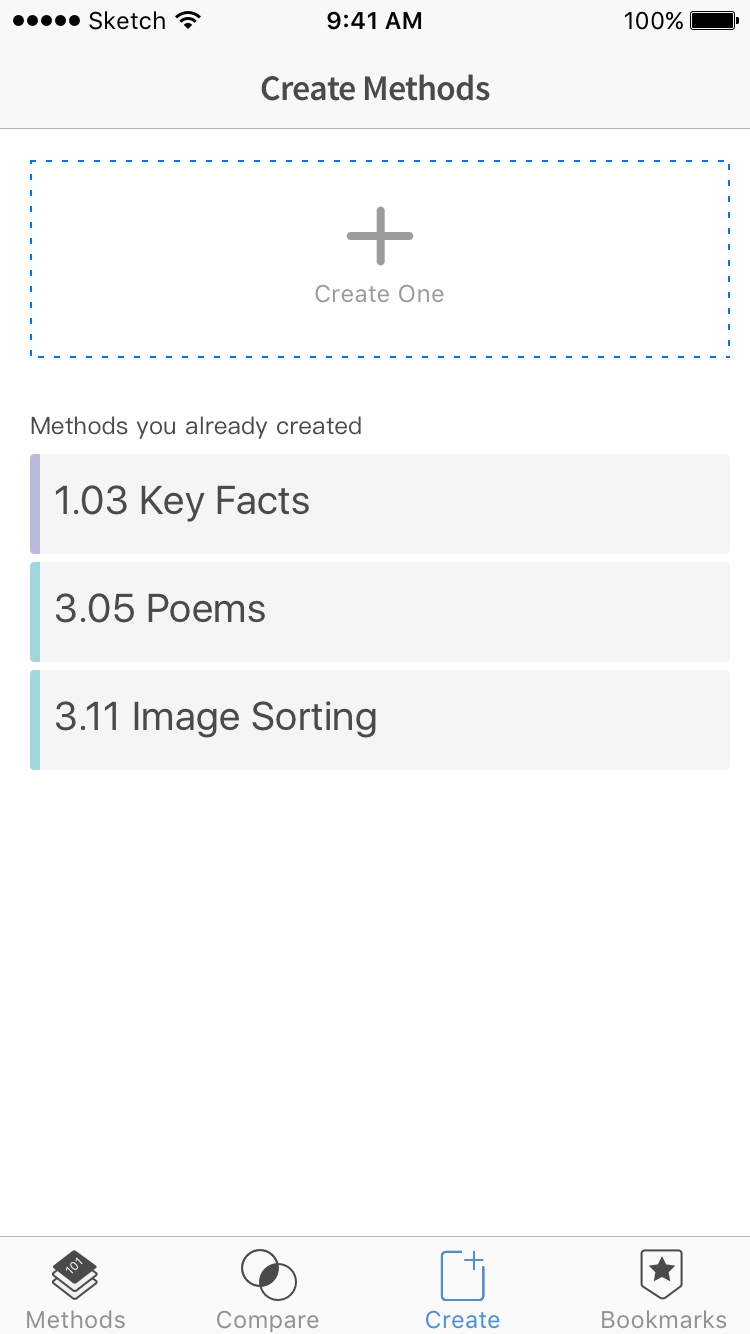 Sketch 9:41 AM 100%
Create Methods
Create One
Methods you already created
1.03 Key Facts
3.05 Poems
3.11 Image Sorting
101
Methods Compare Create Bookmarks